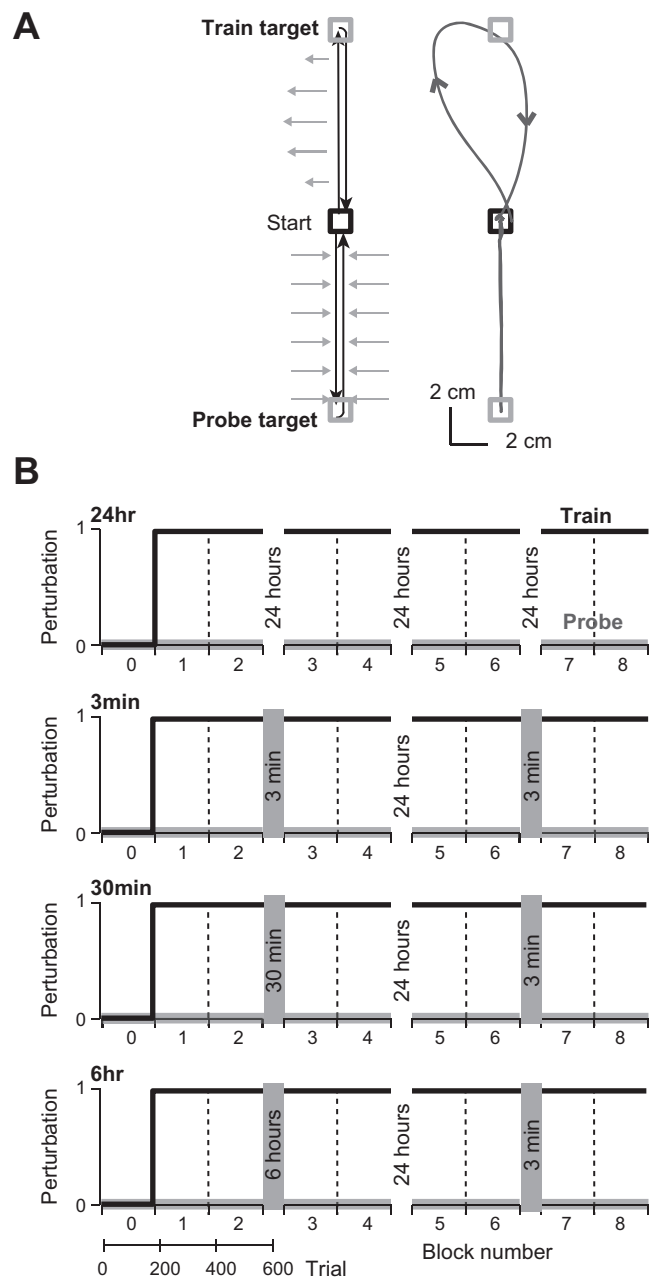 A
Train target
Start
Probe target
2 cm
2 cm
B
24hr
Perturbation
1
0
24 hours
24 hours
24 hours
Train
Probe
0 1 2 3 4 5 6 7 8
3min
Perturbation
1
0
3 min
24 hours
3 min
0 1 2 3 4 5 6 7 8
30min
Perturbation
1
0
30 min
24 hours
3 min
0 1 2 3 4 5 6 7 8
6hr
Perturbation
1
0
6 hours
24 hours
3 min
0 1 2 3 4 5 6 7 8
Block number
0 200 400 600 Trial